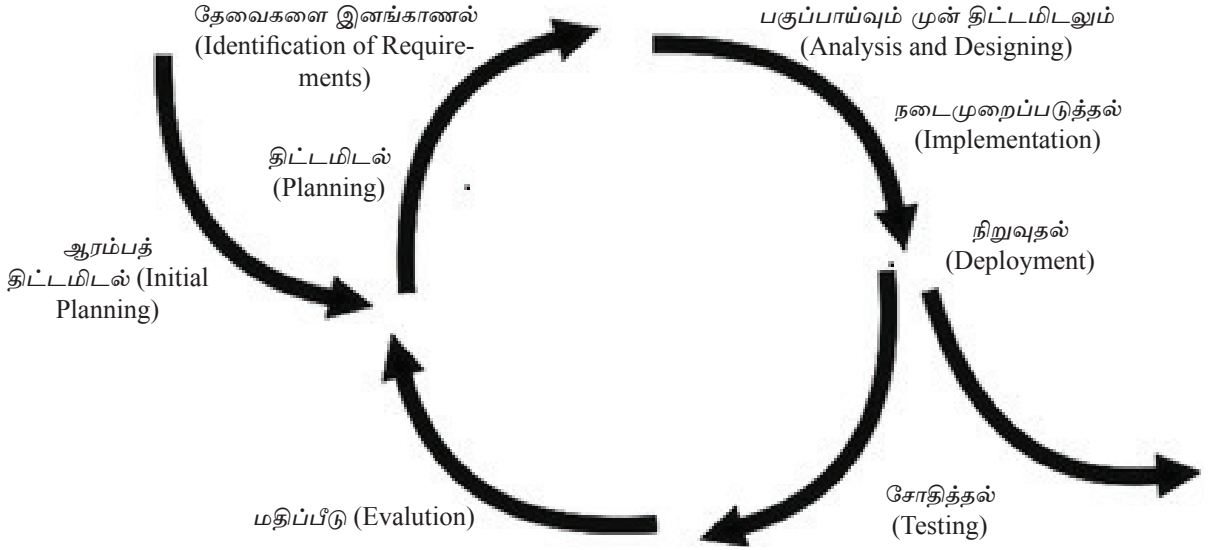 தேவைகளை இனங்காணல்
(Identification of Require-
ments)
பகுப்பாய்வும் முன் திட்டமிடலும்
(Analysis and Designing)
நடைமுறைப்படுத்தல்
(Implementation)
திட்டமிடல்
(Planning)
ஆரம்பத்
திட்டமிடல் (Initial
Planning)
நிறுவுதல்
(Deployment)
சோதித்தல்
(Testing)
மதிப்பீடு (Evalution)